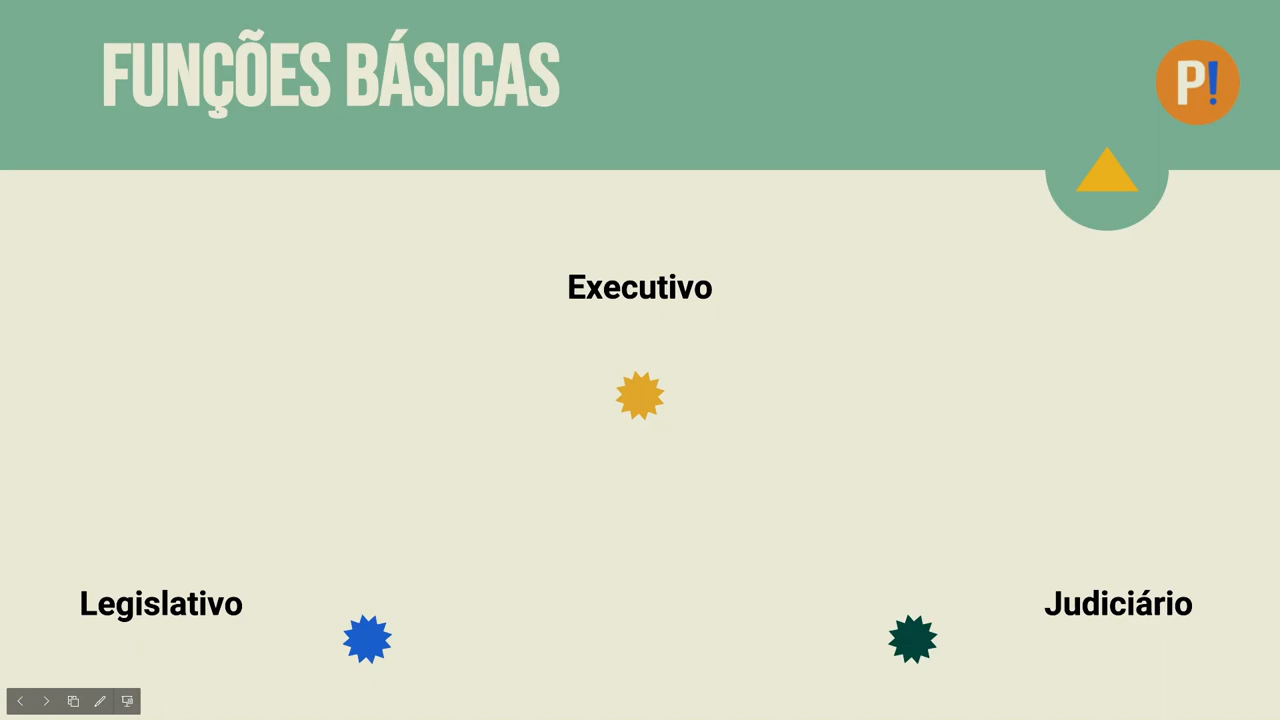 FUNÇÕES BÁSICAS
P!
Executivo
Legislativo
Judiciário